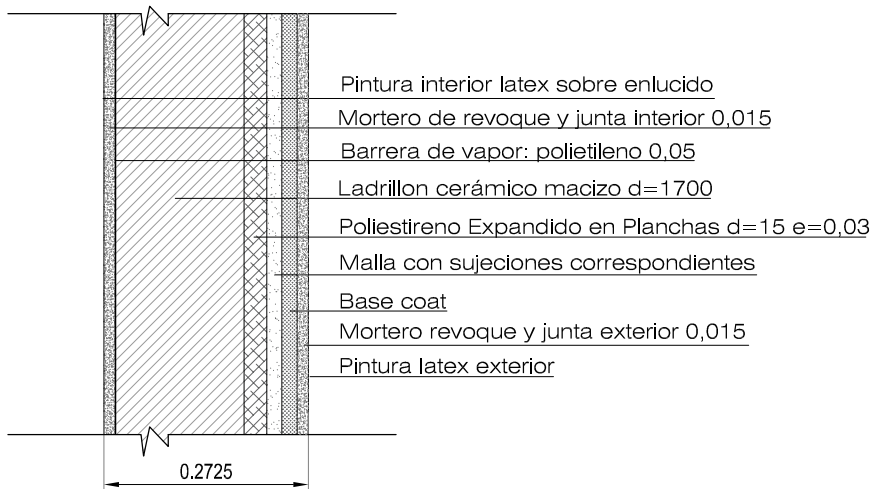 Pintura interior latex sobre enlucido
Mortero de revoque y junta interior 0,015
Barrera de vapor: polietileno 0,05
Ladrillon cerámico macizo d=1700
Poliestireno Expandido en Planchas d=15 e=0,03
Malla con sujeciones correspondientes
Base coat
Mortero revoque y junta exterior 0,015
Pintura latex exterior
0.2725